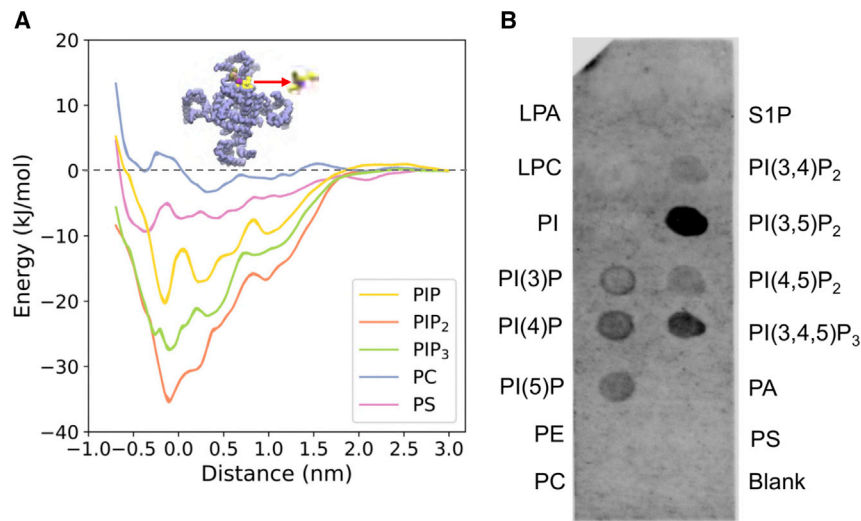 A
B
20
10
0
−10
−20
−30
−40
Energy (kJ/mol)
−1.0 −0.5 0.0 0.5 1.0 1.5 2.0 2.5 3.0
Distance (nm)
PIP
PIP2
PIP3
PC
PS
LPA
LPC
PI
PI(3)P
PI(4)P
PI(5)P
PE
PC
S1P
PI(3,4)P2
PI(3,5)P2
PI(4,5)P2
PI(3,4,5)P3
PA
PS
Blank